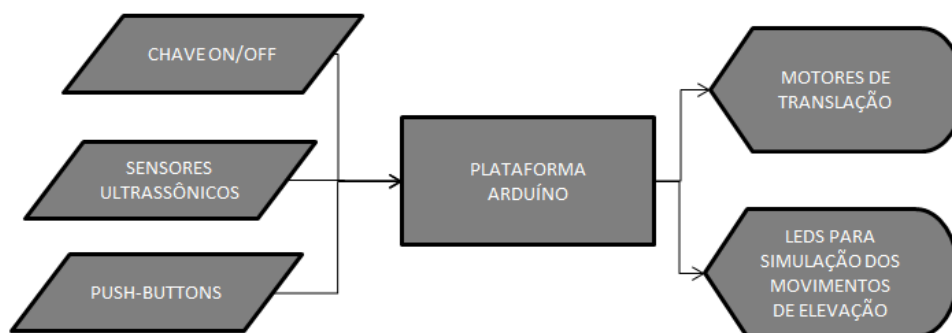 CHAVE ON/OFF
SENSORES
ULTRASSÔNICOS
PUSH-BUTTONS
PLATAFORMA
ARDUÍNO
MOTORES DE
TRANSLAÇÃO
LEDS PARA
SIMULAÇÃO DOS
MOVIMENTOS
DE ELEVAÇÃO